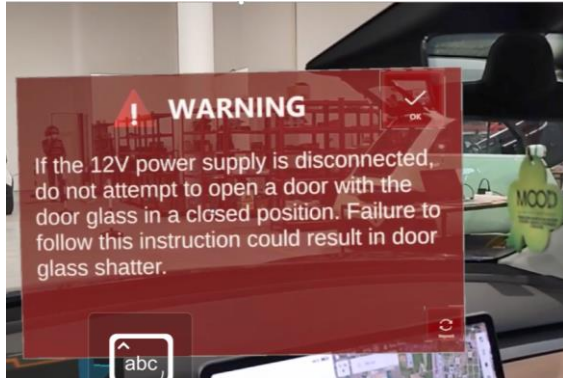 WARNING
OK
If the 12V power supply is disconnected,
do not attempt to open a door with the
door glass in a closed position. Failure to
follow this instruction could result in door
glass shatter.
MOOD
abc